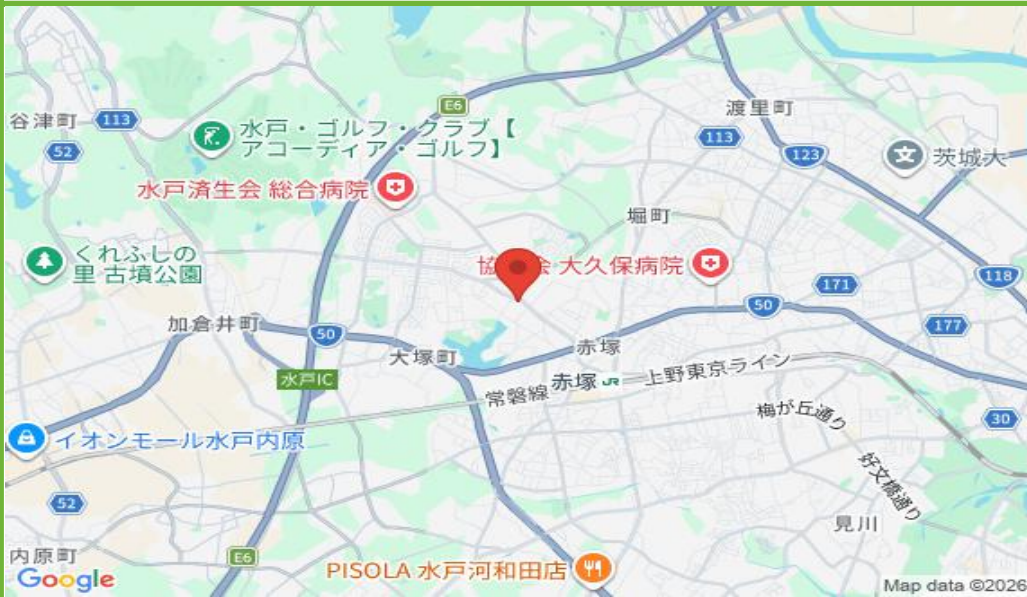 E6
渡里町
谷津町
113
52
水戸・ゴルフ・クラブ【
アコーディア・ゴルフ】
113
123
茨城大
水戸済生会 総合病院
堀町
くれふしの
里 古墳公園
協
会 大久保病院
118
171
50
加倉井町
50
177
大塚町
赤塚
水戸IC
常磐線
赤塚
JR
上野東京ライン
梅が丘通り
30
イオンモール水戸内原
好文橋通り
52
見川
内原町
E6
PISOLA 水戸河和田店
Google
Map data ©2026